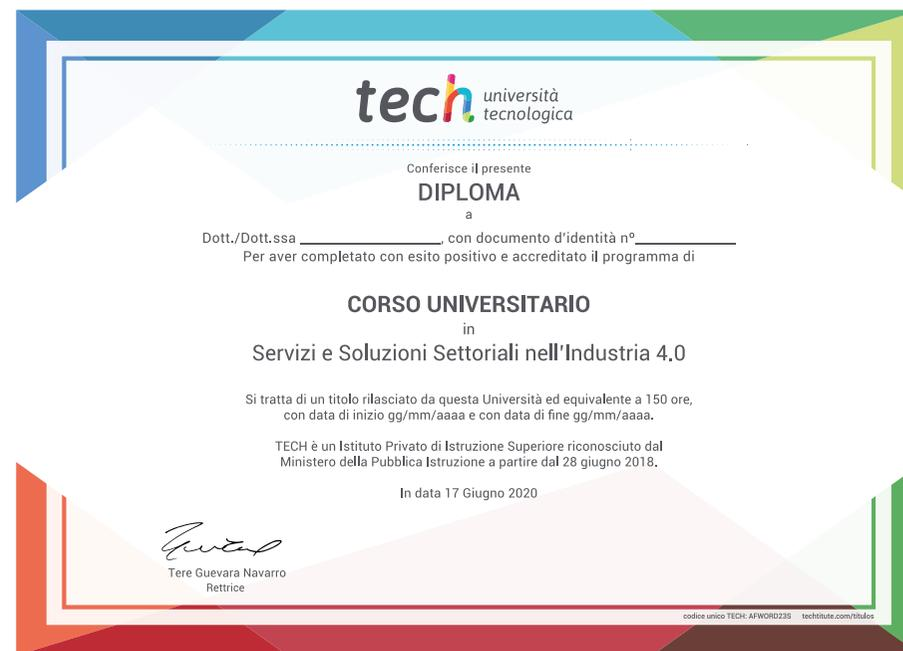 tech università
tecnologica
Conferisce il presente
DIPLOMA
a
Dott./Dott.ssa ________________, con documento d'identità nº____________
Per aver completato con esito positivo e accreditato il programma di
CORSO UNIVERSITARIO
in
Servizi e Soluzioni Settoriali nell'Industria 4.0
Si tratta di un titolo rilasciato da questa Università ed equivalente a 150 ore,
con data di inizio gg/mm/aaaa e con data di fine gg/mm/aaaa.
TECH è un Istituto Privato di Istruzione Superiore riconosciuto dal
Ministero della Pubblica Istruzione a partire dal 28 giugno 2018.
In data 17 Giugno 2020
Tere Guevara Navarro
Rettrice
codice unico TECH: AFWORD23S techtitute.com/titulos